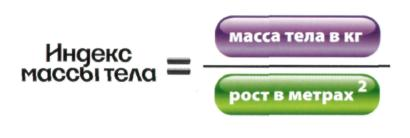 Индекс
массы тела
=
масса тела в кг
рост в метрах²